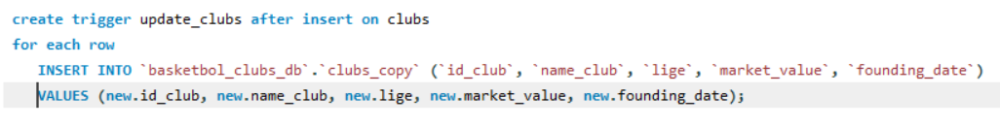 create trigger update_clubs after insert on clubs
for each row
INSERT INTO `basketbol_clubs_db`.`clubs_copy` (`id_club`, `name_club`, `lige`, `market_value`, `founding_date`)
VALUES (new.id_club, new.name_club, new.lige, new.market_value, new.founding_date);